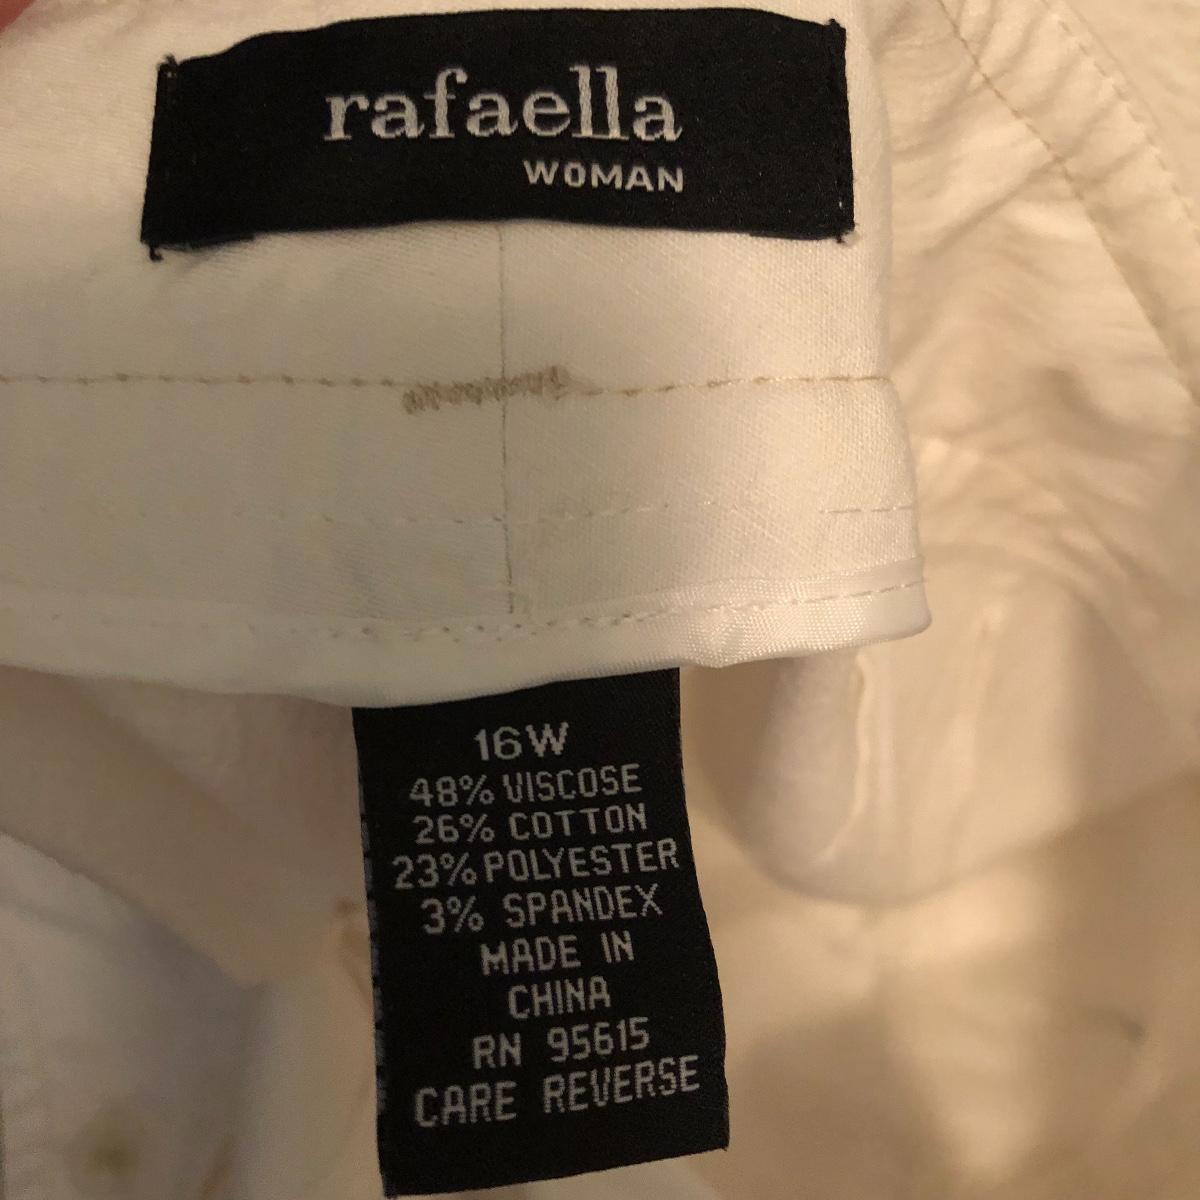 rafaella
WOMAN
16W
48% VISCOSE
26% COTTON
23% POLYESTER
3% SPANDEX
MADE IN
CHINA
RN 95615
CARE REVERSE